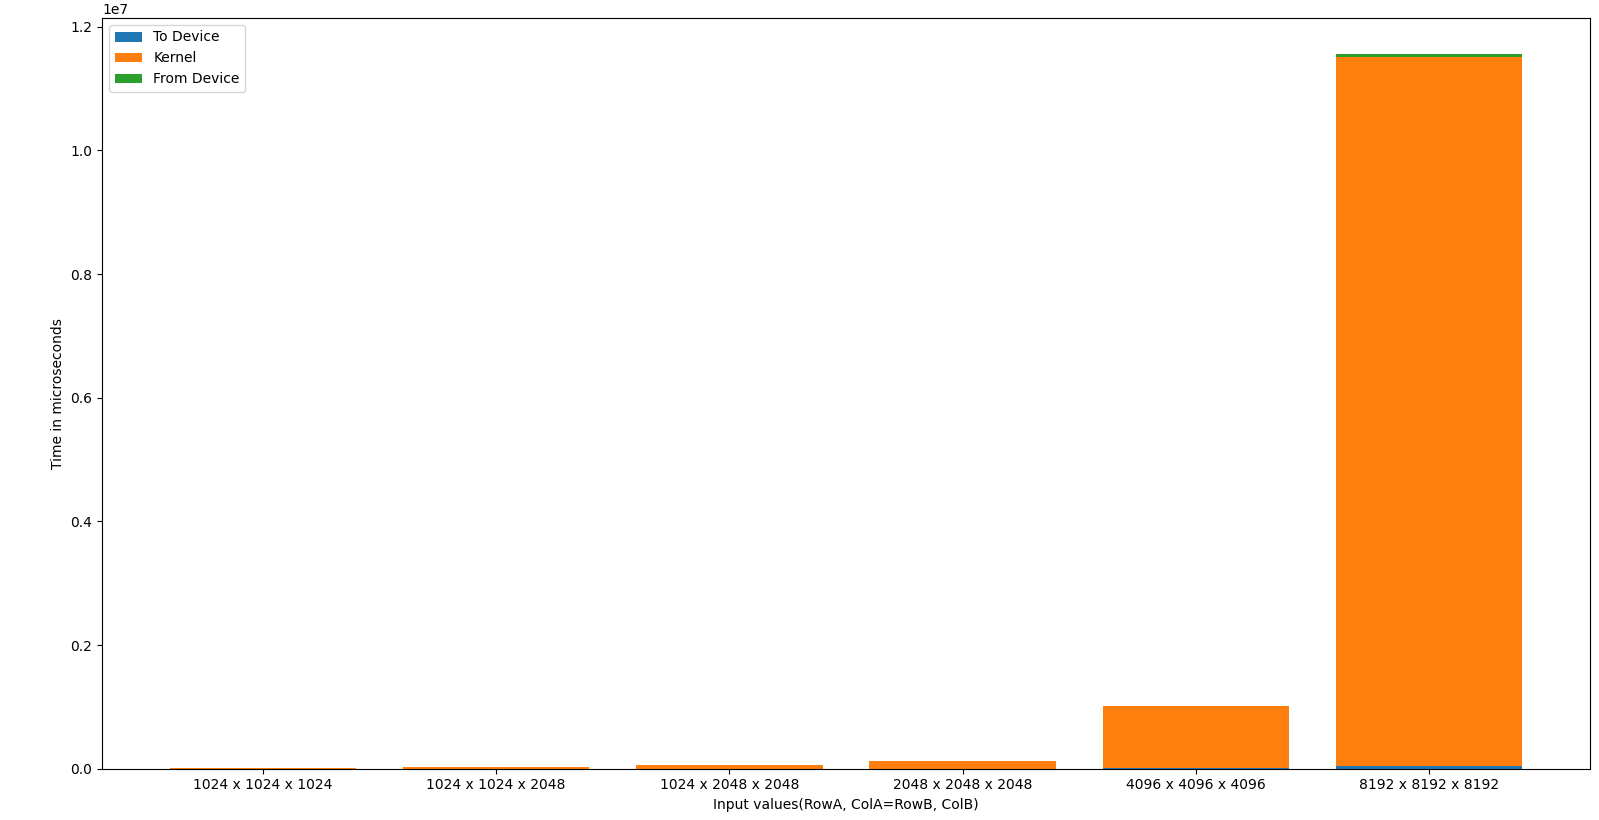 1e7
To Device
Kernel
From Device
1.2
1.0
0.8
0.6
0.4
0.2
0.0
Time in microseconds
1024 x 1024 x 1024
1024 x 1024 x 2048
1024 x 2048 x 2048
2048 x 2048 x 2048
4096 x 4096 x 4096
8192 x 8192 x 8192
Input values(RowA, ColA=RowB, ColB)